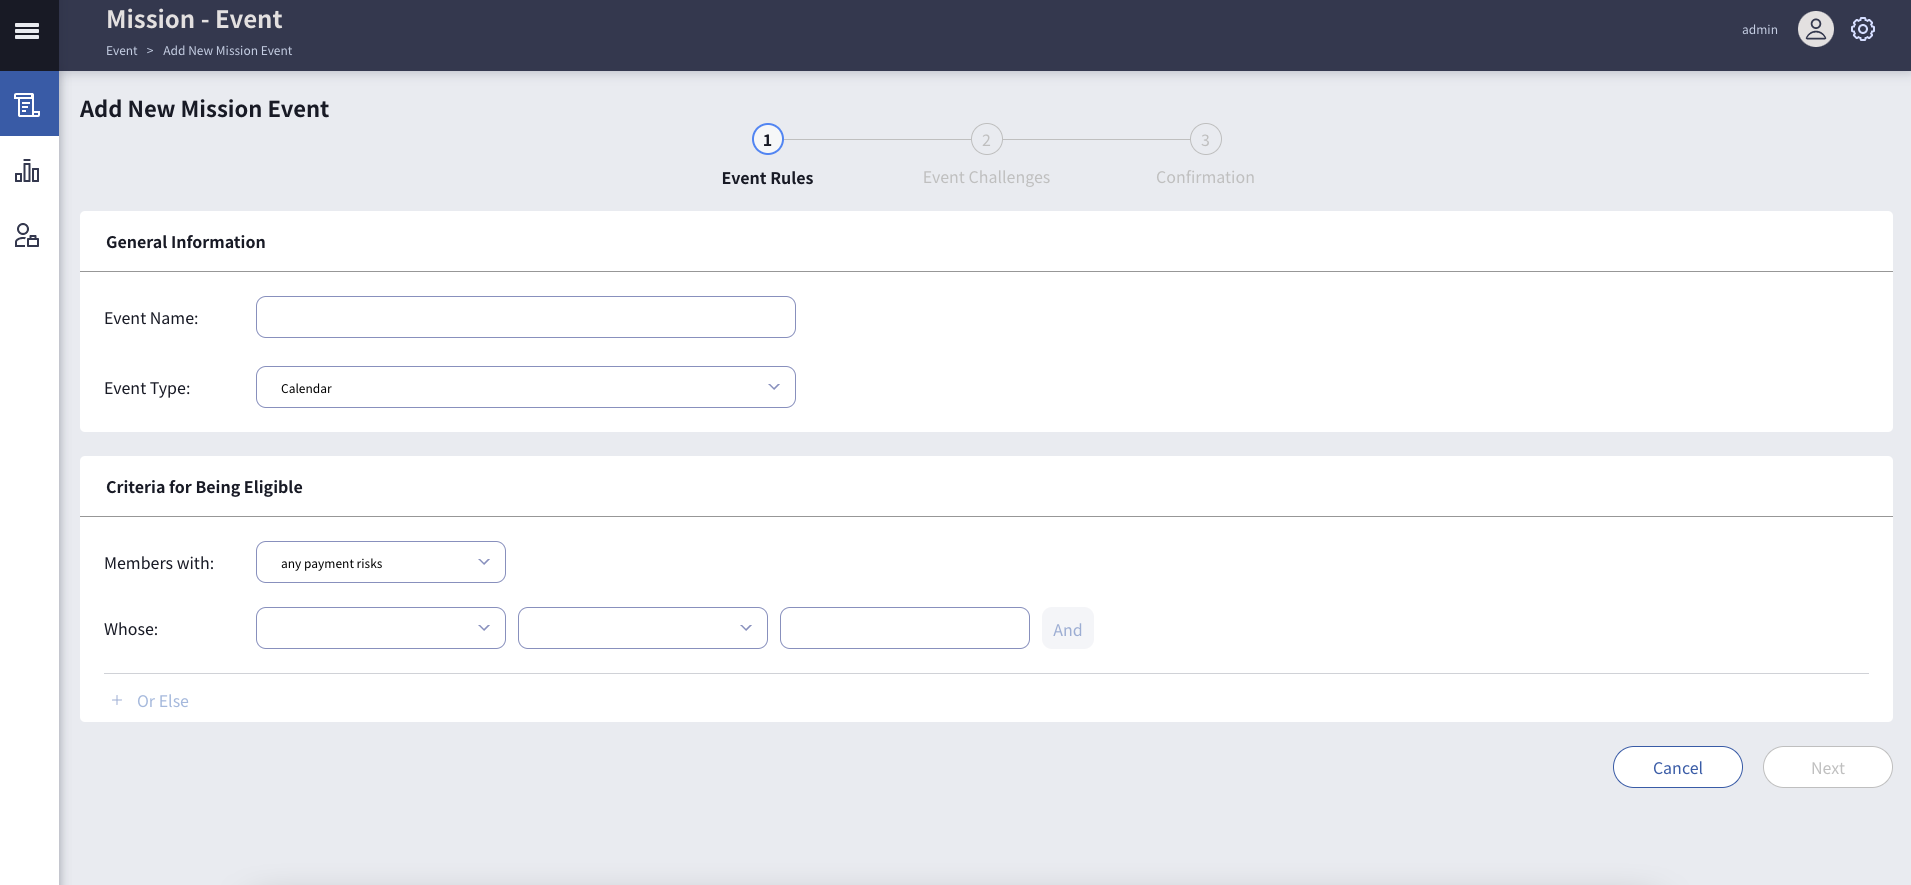 Mission - Event
admin
Event > Add New Mission Event
Add New Mission Event
1 2 3
Event Rules Event Challenges Confirmation
General Information
Event Name:
Event Type: Calendar
Criteria for Being Eligible
Members with: any payment risks
Whose: And
+ Or Else
Cancel Next